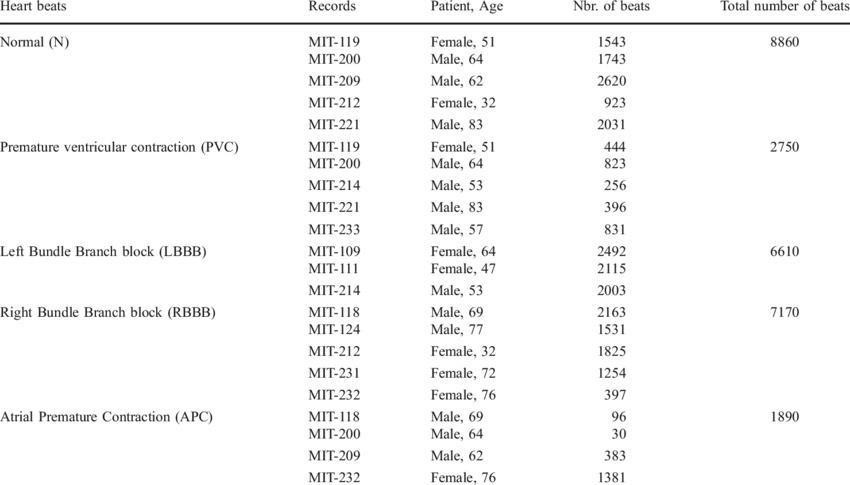 Heart beats Records Patient, Age Nbr. of beats Total number of beats
Normal (N) MIT-119 Female, 51 1543 8860
MIT-200 Male, 64 1743
MIT-209 Male, 62 2620
MIT-212 Female, 32 923
MIT-221 Male, 83 2031
Premature ventricular contraction (PVC) MIT-119 Female, 51 444 2750
MIT-200 Male, 64 823
MIT-214 Male, 53 256
MIT-221 Male, 83 396
MIT-233 Male, 57 831
Left Bundle Branch block (LBBB) MIT-109 Female, 64 2492 6610
MIT-111 Female, 47 2115
MIT-214 Male, 53 2003
Right Bundle Branch block (RBBB) MIT-118 Male, 69 2163 7170
MIT-124 Male, 77 1531
MIT-212 Female, 32 1825
MIT-231 Female, 72 1254
MIT-232 Female, 76 397
Atrial Premature Contraction (APC) MIT-118 Male, 69 96 1890
MIT-200 Male, 64 30
MIT-209 Male, 62 383
MIT-232 Female, 76 1381